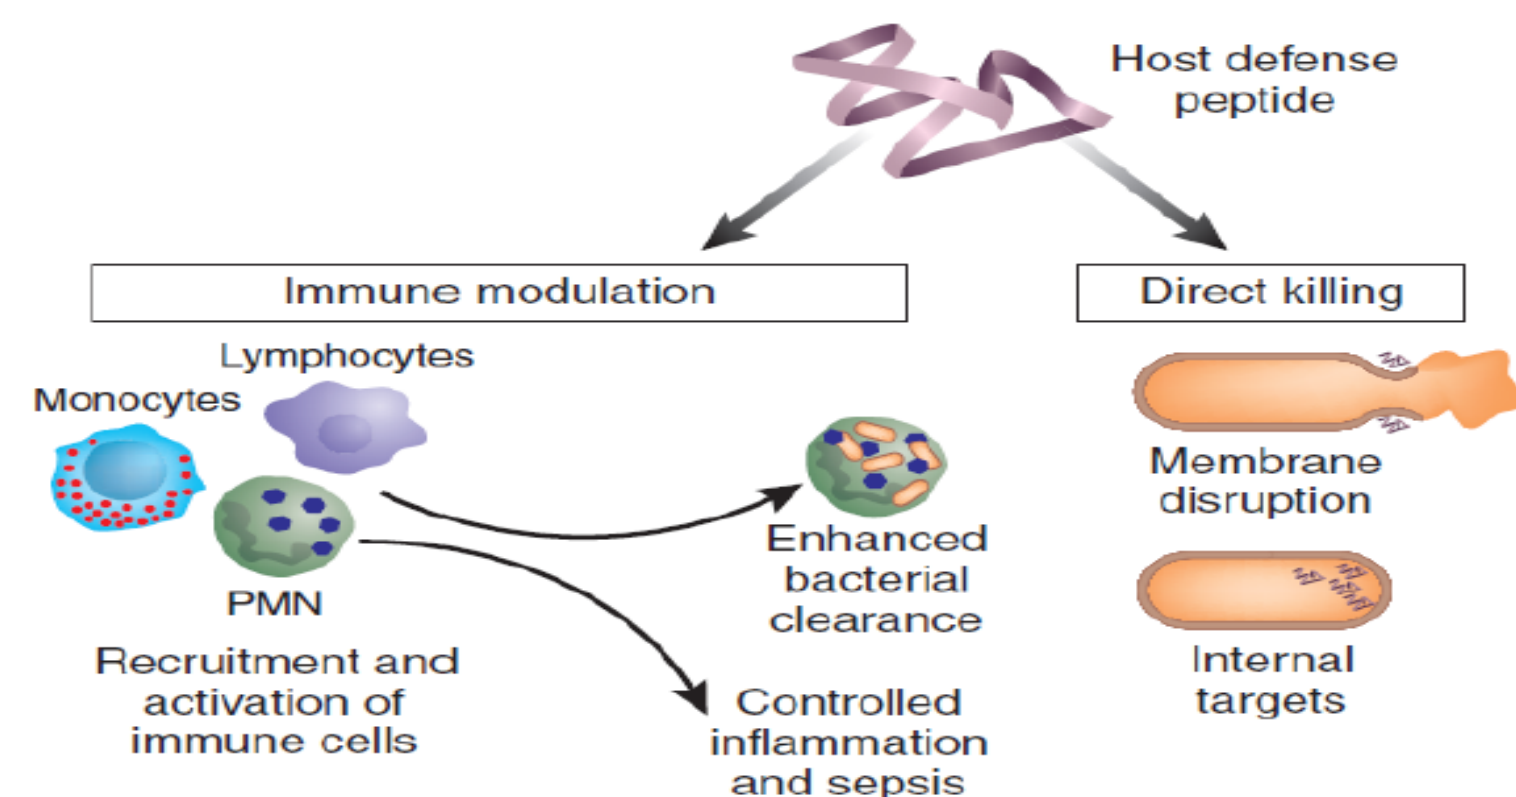 Host defense
peptide
Immune modulation
Direct killing
Lymphocytes
Monocytes
PMN
Recruitment and
activation of
immune cells
Enhanced
bacterial
clearance
Controlled
inflammation
and sepsis
Membrane
disruption
Internal
targets